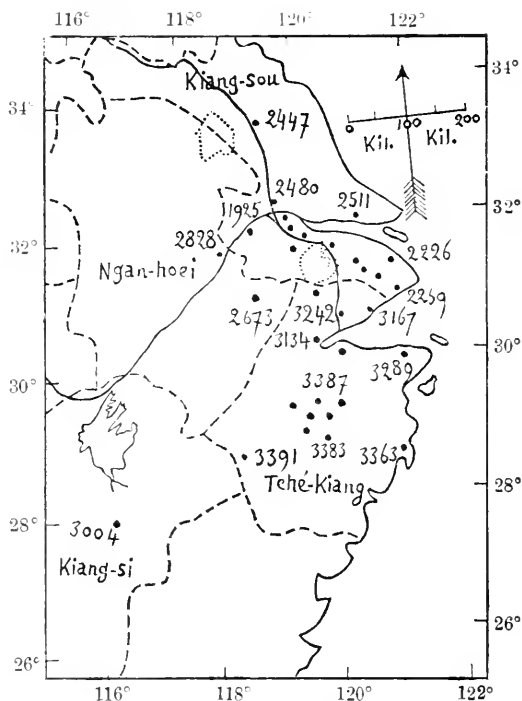 116° 118° 120° 122°
34° Kiang-sou 34°
0 100 200
Kil. Kil.
2447
2480 2511
32° 1925 32°
2828 2226
Ngan-hoei
2259
2673 3242 3167
3134
30° 3289 30°
3387
3383
3391 3363
Tché-Kiang
28° 3004 28°
Kiang-si
26° 26°
116° 118° 120° 122°